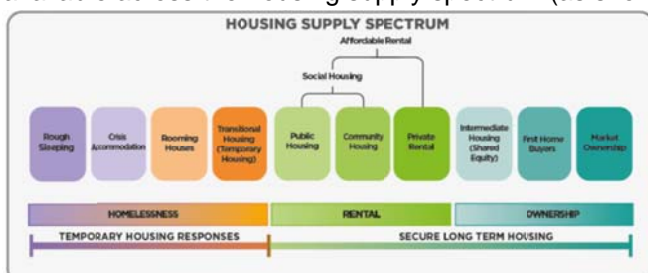 HOUSING SUPPLY SPECTRUM
Affordable Rental
Social Housing
Rough
Sleeping
Crisis
Accommodation
Rooming
Houses
Transitional
Housing
(Temporary
Housing)
Public
Housing
Community
Housing
Private
Rental
Intermediate
Housing
(Shared
Equity)
First Home
Buyers
Market
Ownership
HOMELESSNESS
RENTAL
OWNERSHIP
TEMPORARY HOUSING RESPONSES
SECURE LONG TERM HOUSING